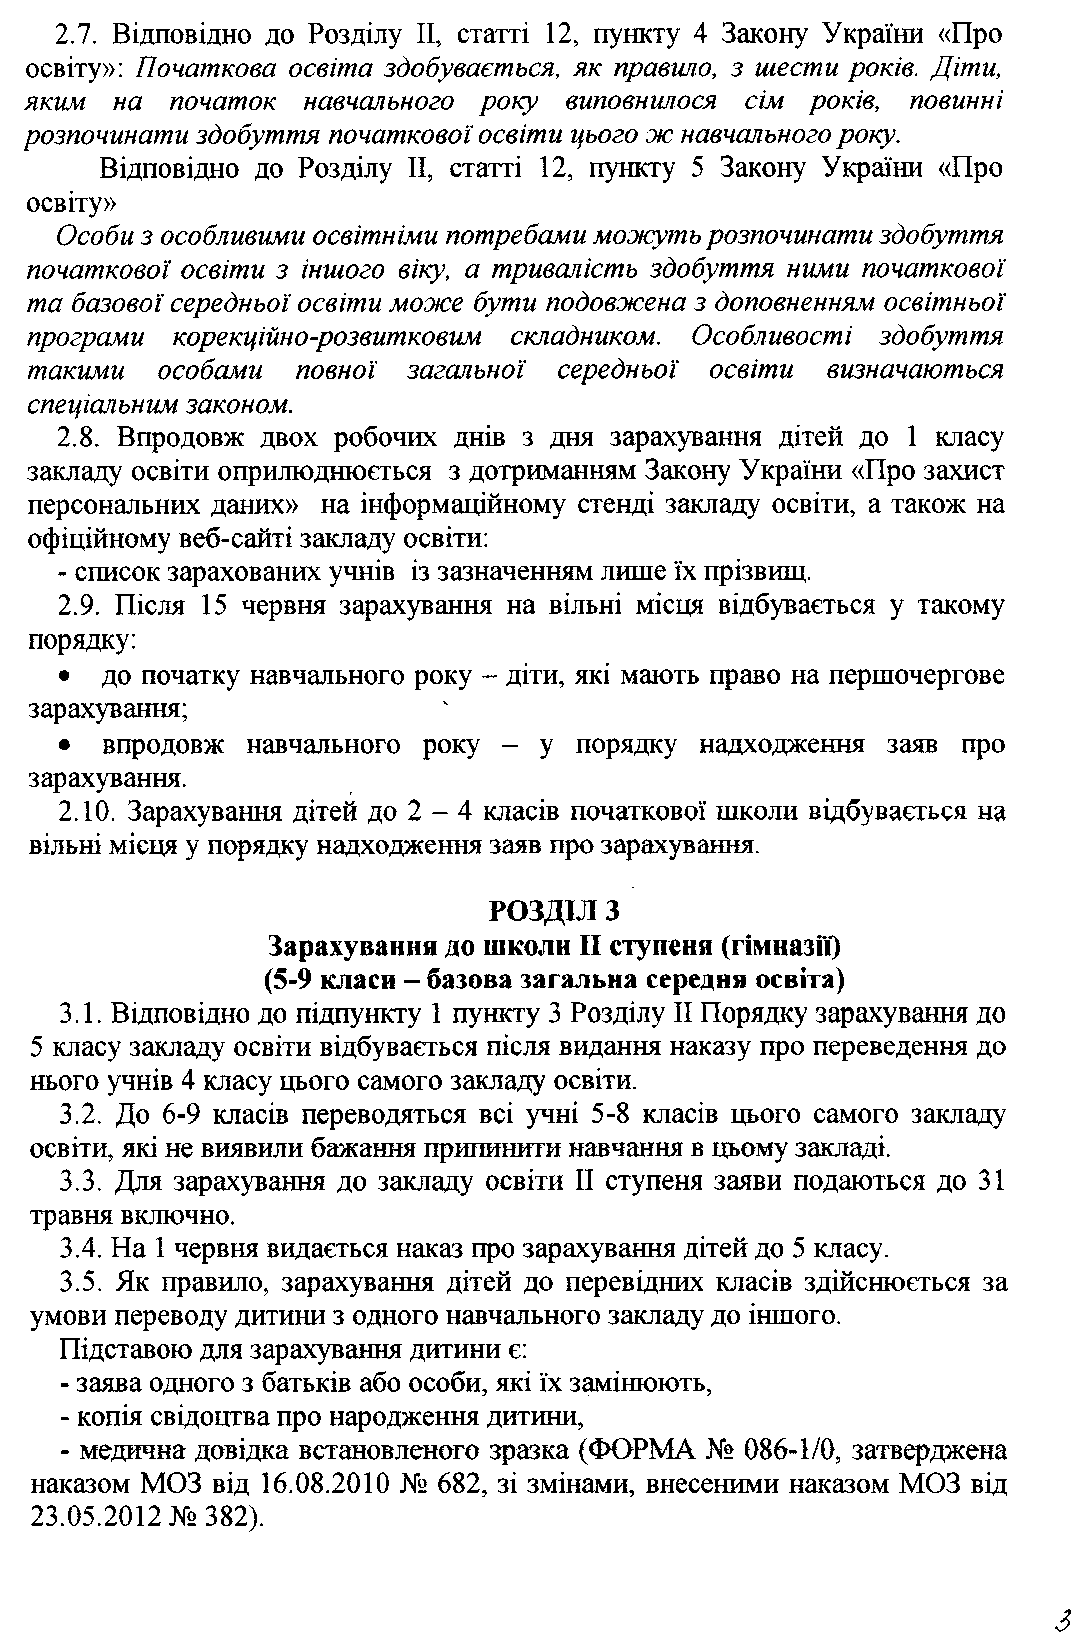 2.7. Відповідно до Розділу ІІ, статті 12, пункту 4 Закону України «Про
освіту»: Початкова освіта здобувається, як правило, з шести років. Діти,
яким на початок навчального року виповнилося сім років, повинні
розпочинати здобуття початкової освіти цього ж навчального року.
Відповідно до Розділу ІІ, статті 12, пункту 5 Закону України «Про
освіту»
Особи з особливими освітніми потребами можуть розпочинати здобуття
початкової освіти з іншого віку, а тривалість здобуття ними початкової
та базової середньої освіти може бути подовжена з доповненням освітньої
програми корекційно-розвитковим складником. Особливості здобуття
такими особами повної загальної середньої освіти визначаються
спеціальним законом.
2.8. Впродовж двох робочих днів з дня зарахування дітей до 1 класу
закладу освіти оприлюднюється з дотриманням Закону України «Про захист
персональних даних» на інформаційному стенді закладу освіти, а також на
офіційному веб-сайті закладу освіти:
- список зарахованих учнів із зазначенням лише їх прізвищ.
2.9. Після 15 червня зарахування на вільні місця відбувається у такому
порядку:
• до початку навчального року – діти, які мають право на першочергове
зарахування;
• впродовж навчального року – у порядку надходження заяв про
зарахування.
2.10. Зарахування дітей до 2 – 4 класів початкової школи відбувається на
вільні місця у порядку надходження заяв про зарахування.
РОЗДІЛ 3
Зарахування до школи ІІ ступеня (гімназії)
(5-9 класи – базова загальна середня освіта)
3.1. Відповідно до підпункту 1 пункту 3 Розділу ІІ Порядку зарахування до
5 класу закладу освіти відбувається після видання наказу про переведення до
нього учнів 4 класу цього самого закладу освіти.
3.2. До 6-9 класів переводяться всі учні 5-8 класів цього самого закладу
освіти, які не виявили бажання припинити навчання в цьому закладі.
3.3. Для зарахування до закладу освіти ІІ ступеня заяви подаються до 31
травня включно.
3.4. На 1 червня видається наказ про зарахування дітей до 5 класу.
3.5. Як правило, зарахування дітей до перевідних класів здійснюється за
умови переводу дитини з одного навчального закладу до іншого.
Підставою для зарахування дитини є:
- заява одного з батьків або особи, які їх замінюють,
- копія свідоцтва про народження дитини,
- медична довідка встановленого зразка (ФОРМА № 086-1/0, затверджена
наказом МОЗ від 16.08.2010 № 682, зі змінами, внесеними наказом МОЗ від
23.05.2012 № 382).
3